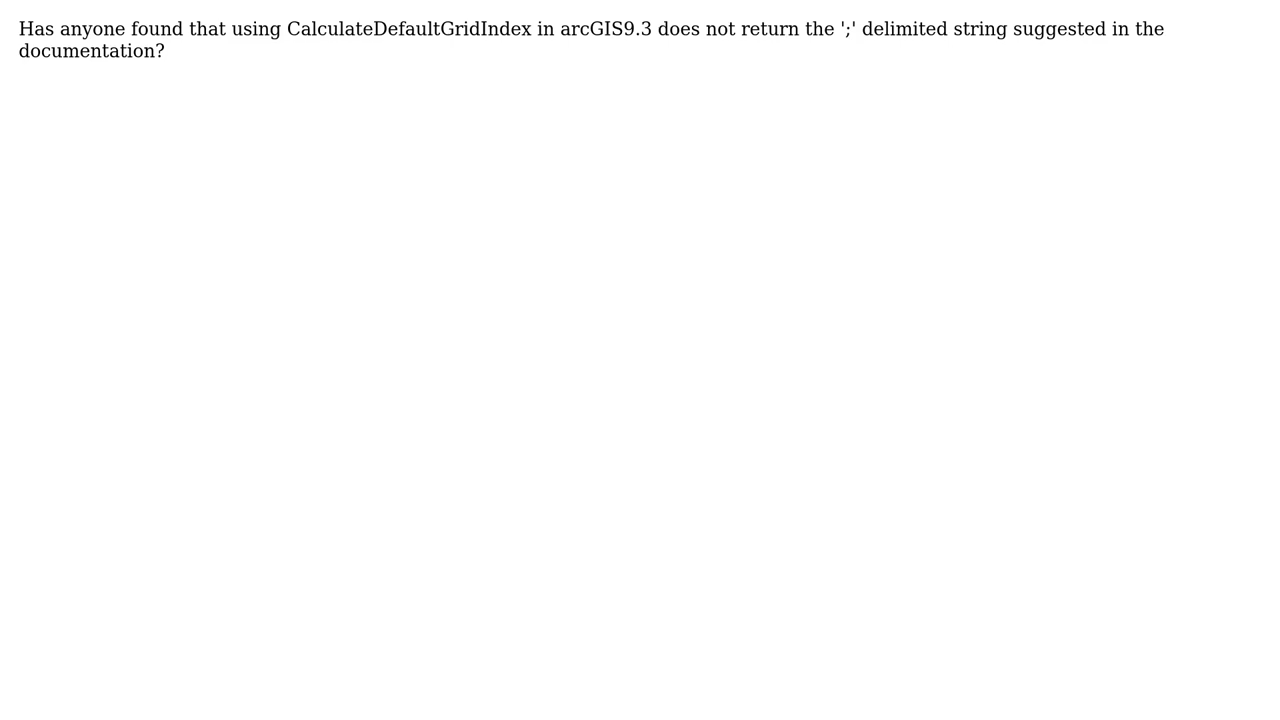 Has anyone found that using CalculateDefaultGridIndex in arcGIS9.3 does not return the ';' delimited string suggested in the
documentation?